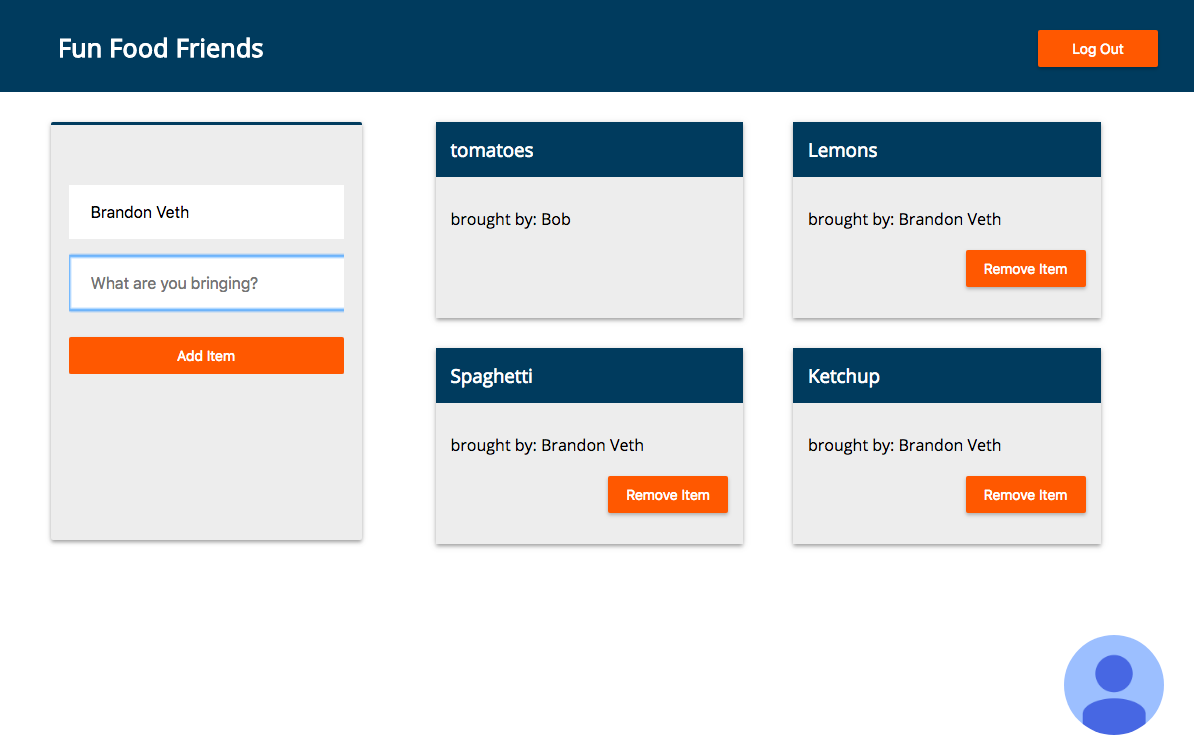 Fun Food Friends
Log Out
Brandon Veth
What are you bringing?
Add Item
tomatoes
brought by: Bob
Lemons
brought by: Brandon Veth
Remove Item
Spaghetti
brought by: Brandon Veth
Remove Item
Ketchup
brought by: Brandon Veth
Remove Item